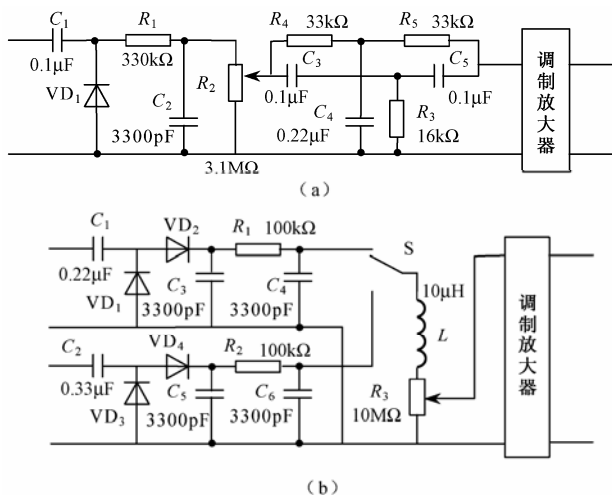 C₁
0.1μF
VD₁
R₁
330kΩ
C₂
3300pF
R₂
3.1MΩ
R₄
33kΩ
C₃
0.1μF
C₄
0.22μF
R₅
33kΩ
C₅
0.1μF
R₃
16kΩ
调制放大器
(a)
C₁
0.22μF
VD₁
VD₂
C₃
3300pF
R₁ 100kΩ
C₄
3300pF
C₂
0.33μF
VD₃
VD₄
C₅
3300pF
R₂
100kΩ
C₆
3300pF
S
10μH
L
R₃
10MΩ
调制放大器
(b)